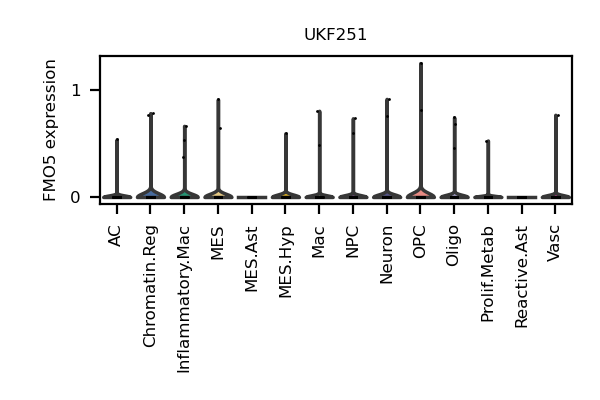 UKF251
FMO5 expression
1
0
AC
Chromatin.Reg
Inflammatory.Mac
MES
MES.Ast
MES.Hyp
Mac
NPC
Neuron
OPC
Oligo
Prolif.Metab
Reactive.Ast
Vasc